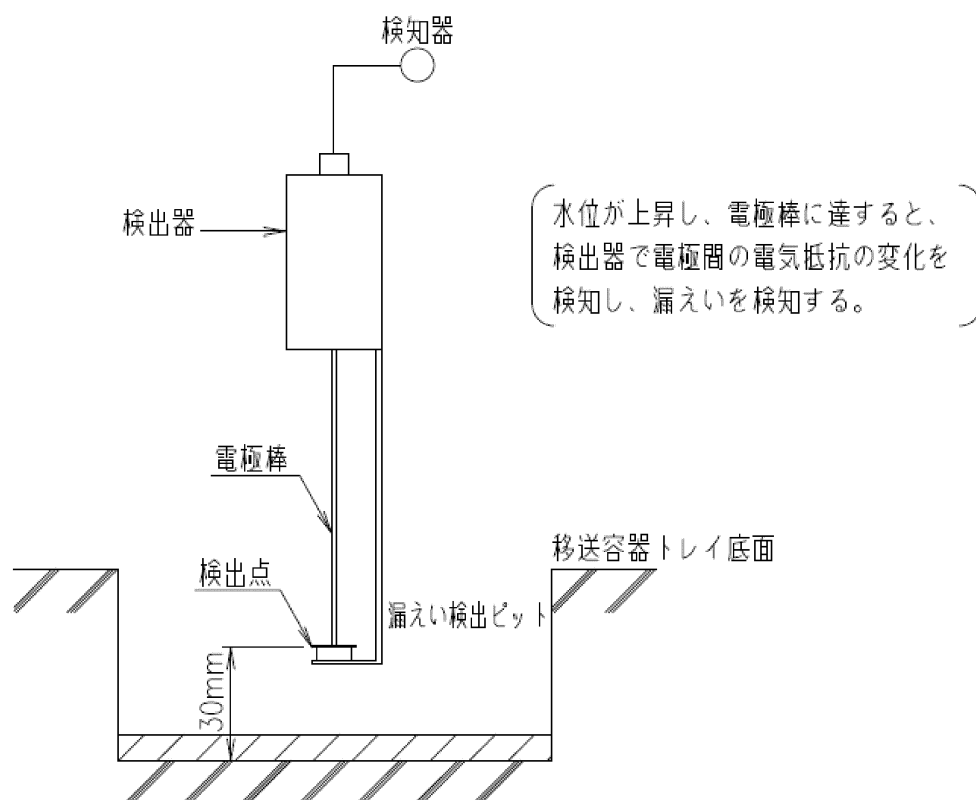 検知器
検出器
水位が上昇し、電極棒に達すると、
検出器で電極間の電気抵抗の変化を
検知し、漏えいを検知する。
電極棒
移送容器トレイ底面
検出点
漏えい検出ピット
30mm